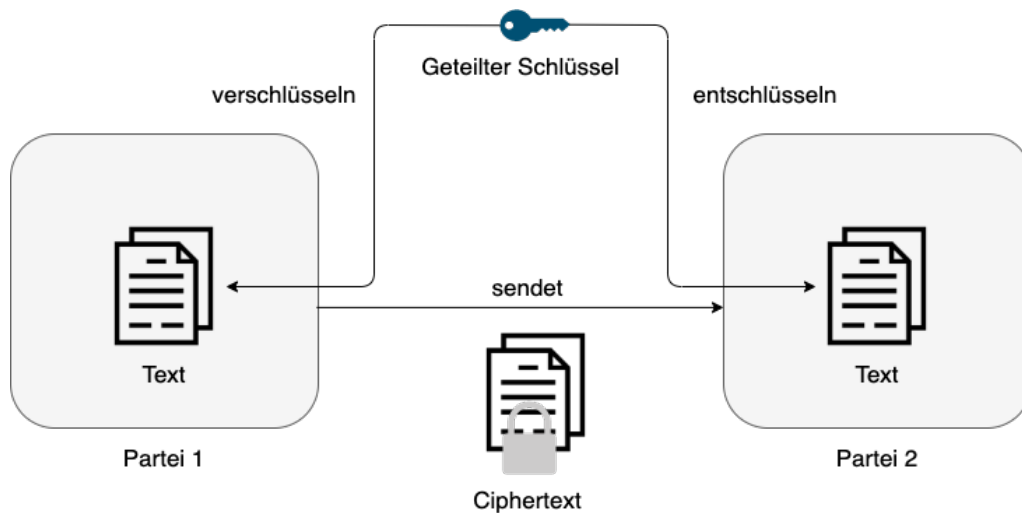 Geteilter Schlüssel
verschlüsseln
entschlüsseln
sendet
Text
Text
Partei 1
Partei 2
Ciphertext